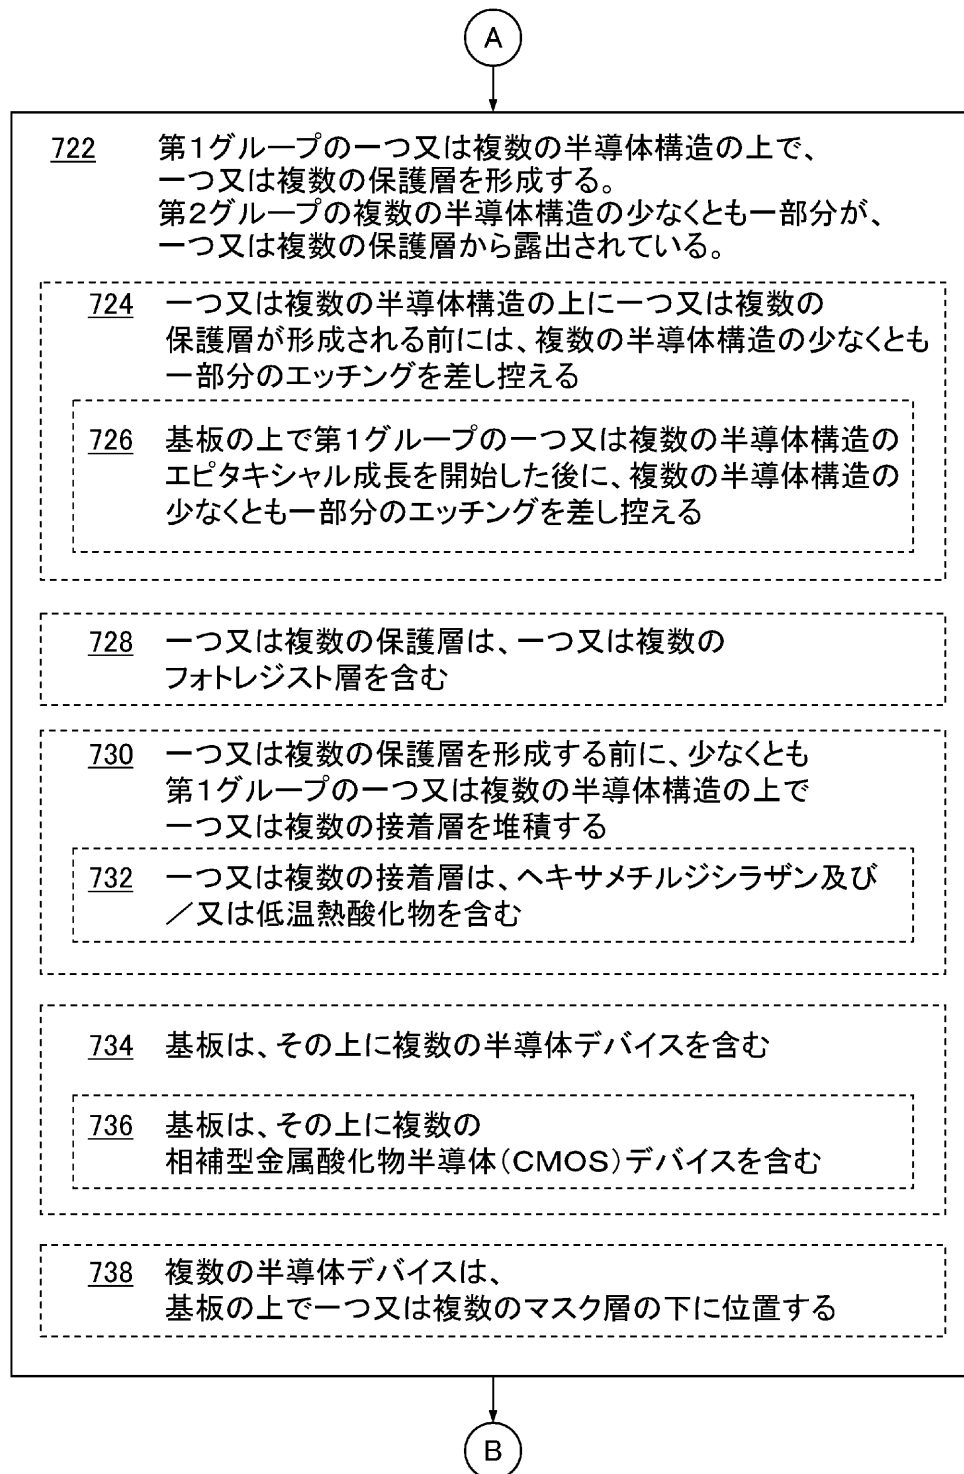 A
722 第1グループの一つ又は複数の半導体構造の上で、
一つ又は複数の保護層を形成する。
第2グループの複数の半導体構造の少なくとも一部分が、
一つ又は複数の保護層から露出されている。
724 一つ又は複数の半導体構造の上に一つ又は複数の
保護層が形成される前には、複数の半導体構造の少なくとも
一部分のエッチングを差し控える
726 基板の上で第1グループの一つ又は複数の半導体構造の
エピタキシャル成長を開始した後に、複数の半導体構造の
少なくとも一部分のエッチングを差し控える
728 一つ又は複数の保護層は、一つ又は複数の
フォトレジスト層を含む
730 一つ又は複数の保護層を形成する前に、少なくとも
第1グループの一つ又は複数の半導体構造の上で
一つ又は複数の接着層を堆積する
732 一つ又は複数の接着層は、ヘキサメチルジシラザン及び
／又は低温熱酸化物を含む
734 基板は、その上に複数の半導体デバイスを含む
736 基板は、その上に複数の
相補型金属酸化物半導体(CMOS)デバイスを含む
738 複数の半導体デバイスは、
基板の上で一つ又は複数のマスク層の下に位置する
B